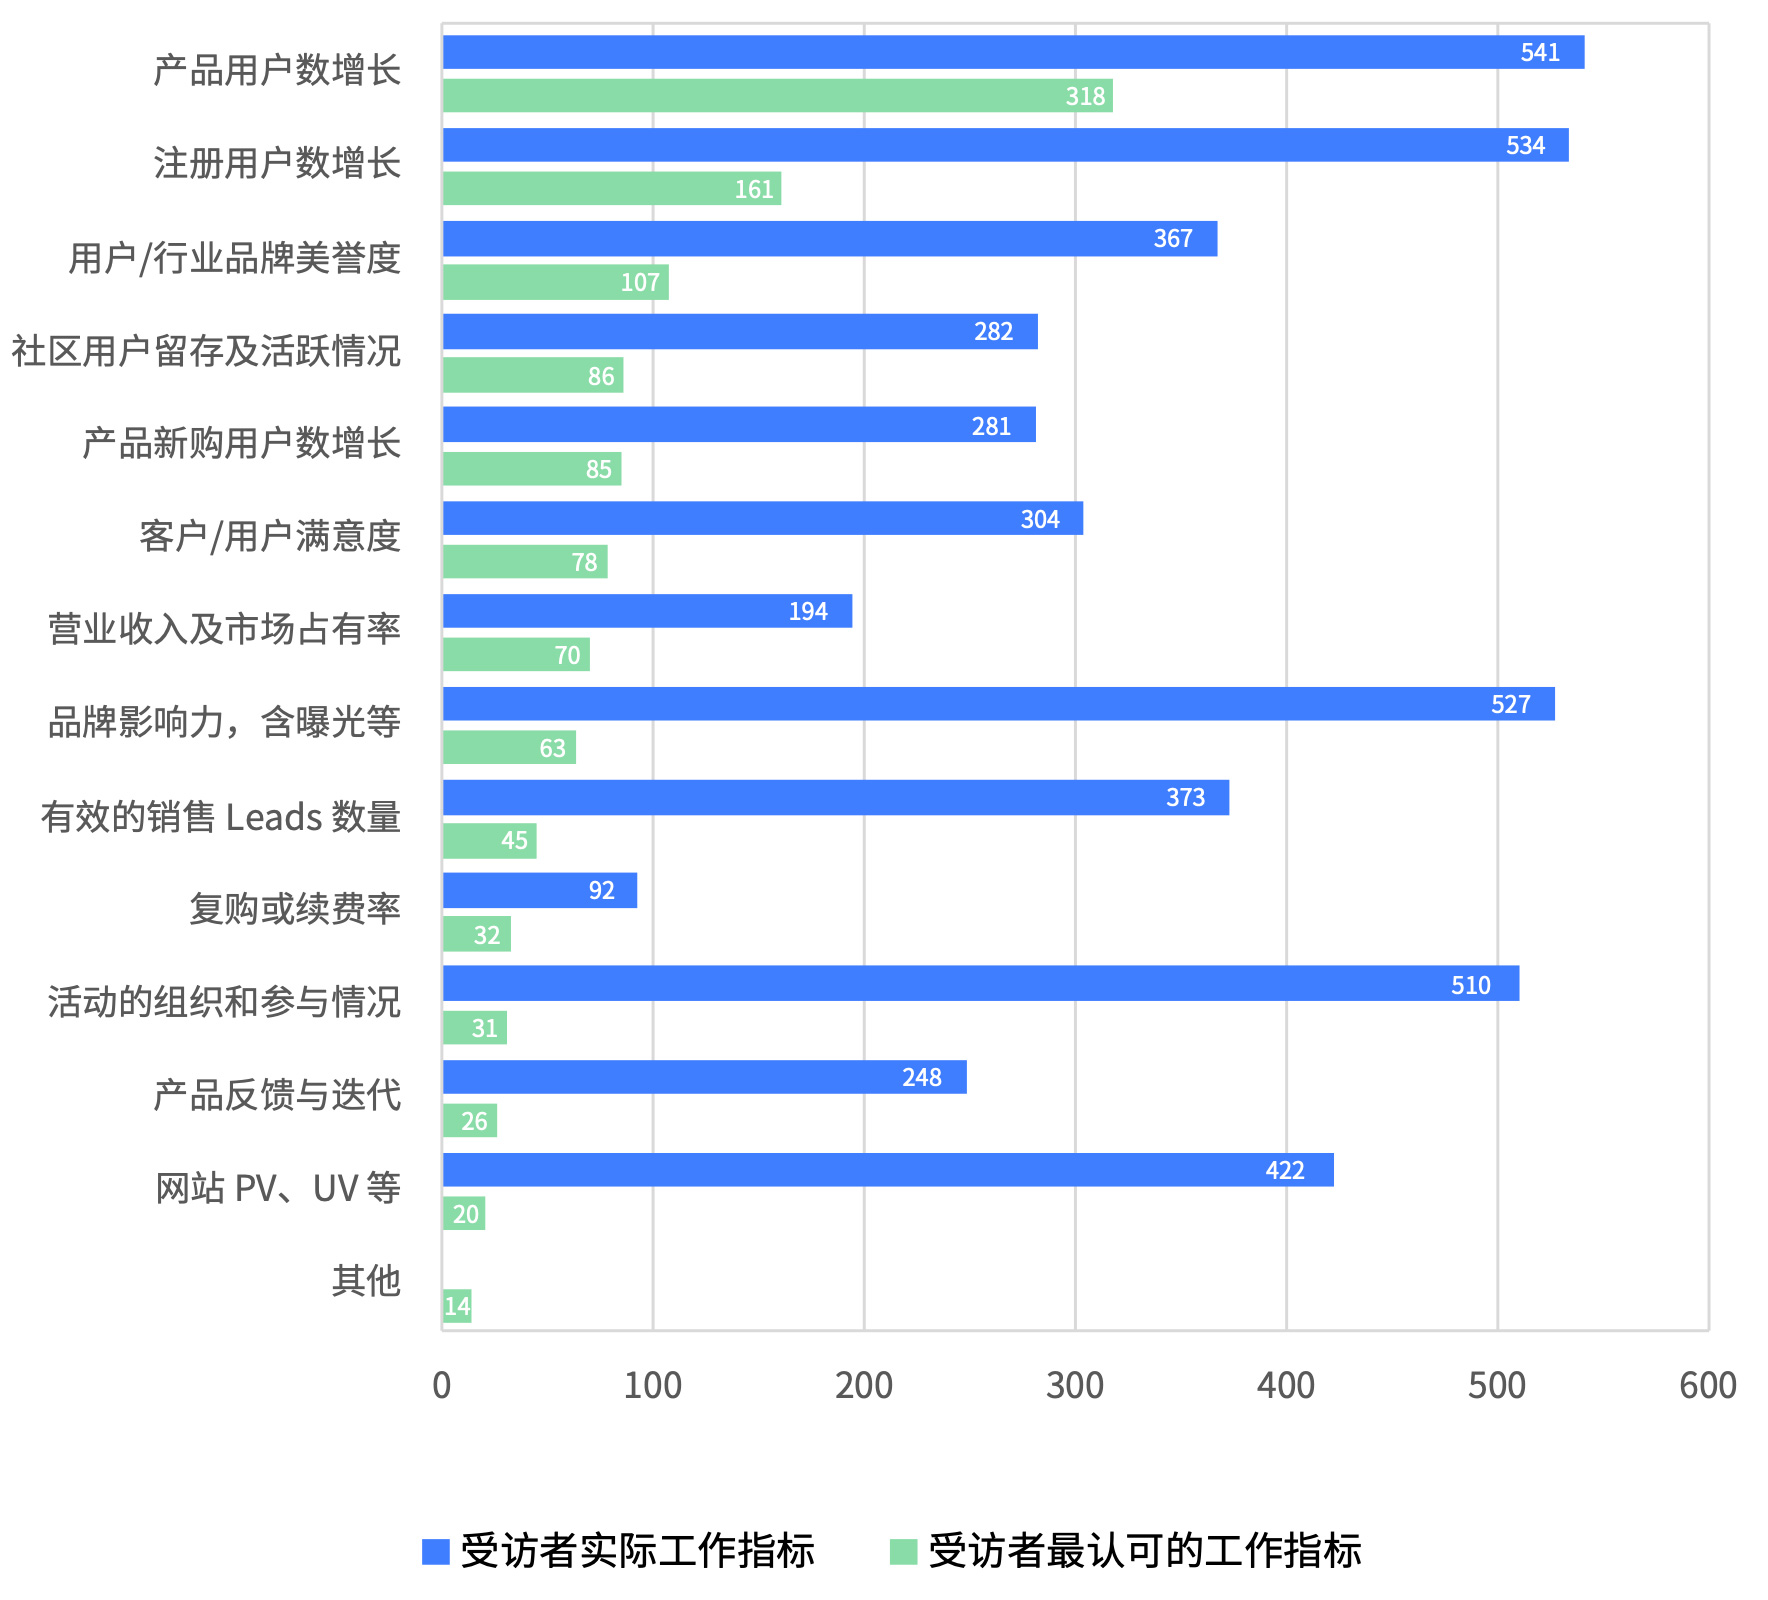 产品用户数增长
541
318
注册用户数增长
534
161
用户/行业品牌美誉度
367
107
社区用户留存及活跃情况
282
86
产品新购用户数增长
281
85
客户/用户满意度
304
78
营业收入及市场占有率
194
70
品牌影响力，含曝光等
527
63
有效的销售 Leads 数量
373
45
复购或续费率
92
32
活动的组织和参与情况
510
31
产品反馈与迭代
248
26
网站 PV、UV 等
422
20
其他
14
0 100 200 300 400 500 600
受访者实际工作指标 受访者最认可的工作指标